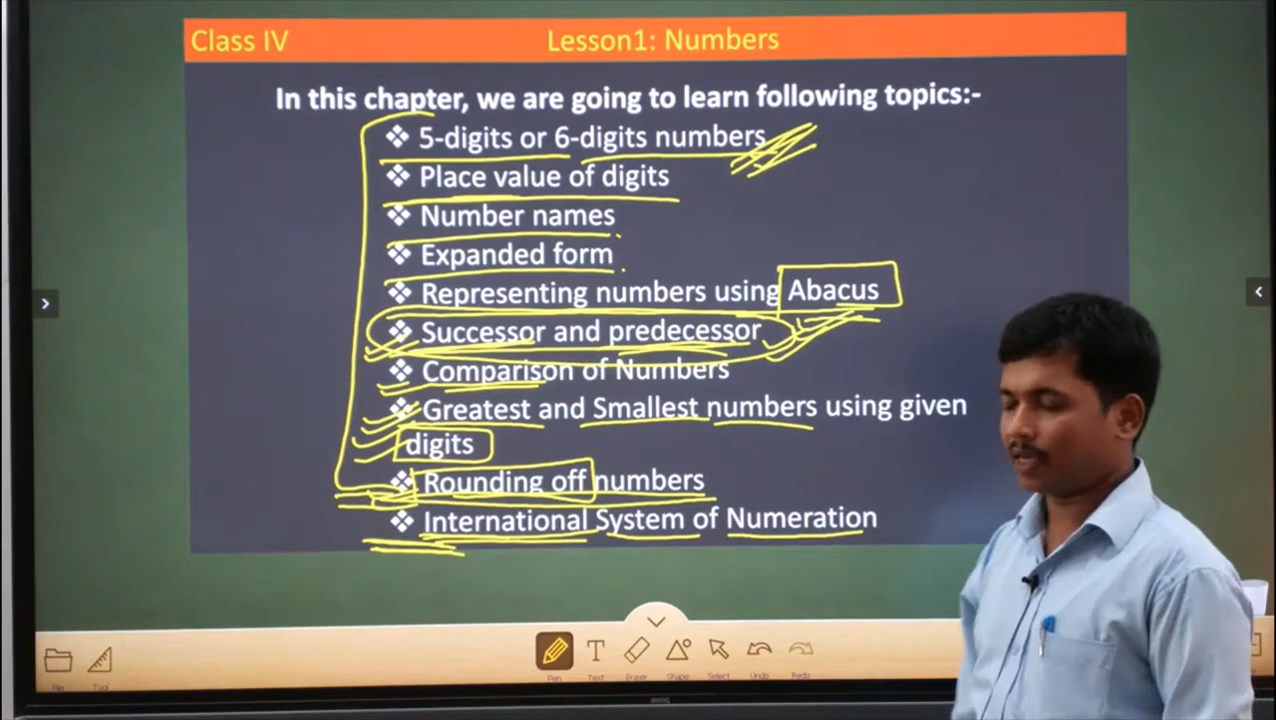 Class IV Lesson1: Numbers
In this chapter, we are going to learn following topics:-
❖ 5-digits or 6-digits numbers
❖ Place value of digits
❖ Number names
❖ Expanded form
❖ Representing numbers using Abacus
❖ Successor and predecessor
❖ Comparison of Numbers
❖ Greatest and Smallest numbers using given
digits
❖ Rounding off numbers
❖ International System of Numeration
File Tool Pen Text Eraser Shape Select Undo Redo
BenQ